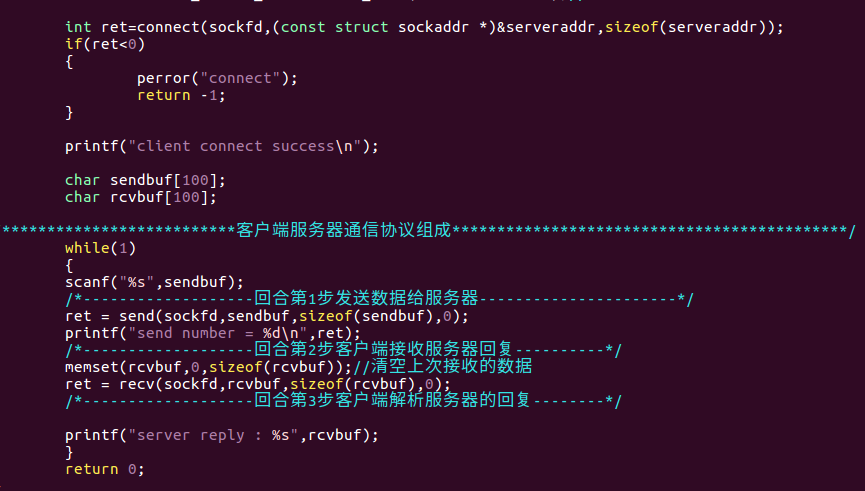 int ret=connect(sockfd,(const struct sockaddr *)&serveraddr,sizeof(serveraddr));
if(ret<0)
{
perror("connect");
return -1;
}
printf("client connect success\n");
char sendbuf[100];
char rcvbuf[100];
**************************客户端服务器通信协议组成********************************************/
while(1)
{
scanf("%s",sendbuf);
/*-------------------回合第1步发送数据给服务器----------------------*/
ret = send(sockfd,sendbuf,sizeof(sendbuf),0);
printf("send number = %d\n",ret);
/*-------------------回合第2步客户端接收服务器回复----------*/
memset(rcvbuf,0,sizeof(rcvbuf));//清空上次接收的数据
ret = recv(sockfd,rcvbuf,sizeof(rcvbuf),0);
/*-------------------回合第3步客户端解析服务器的回复--------*/
printf("server reply : %s",rcvbuf);
}
return 0;